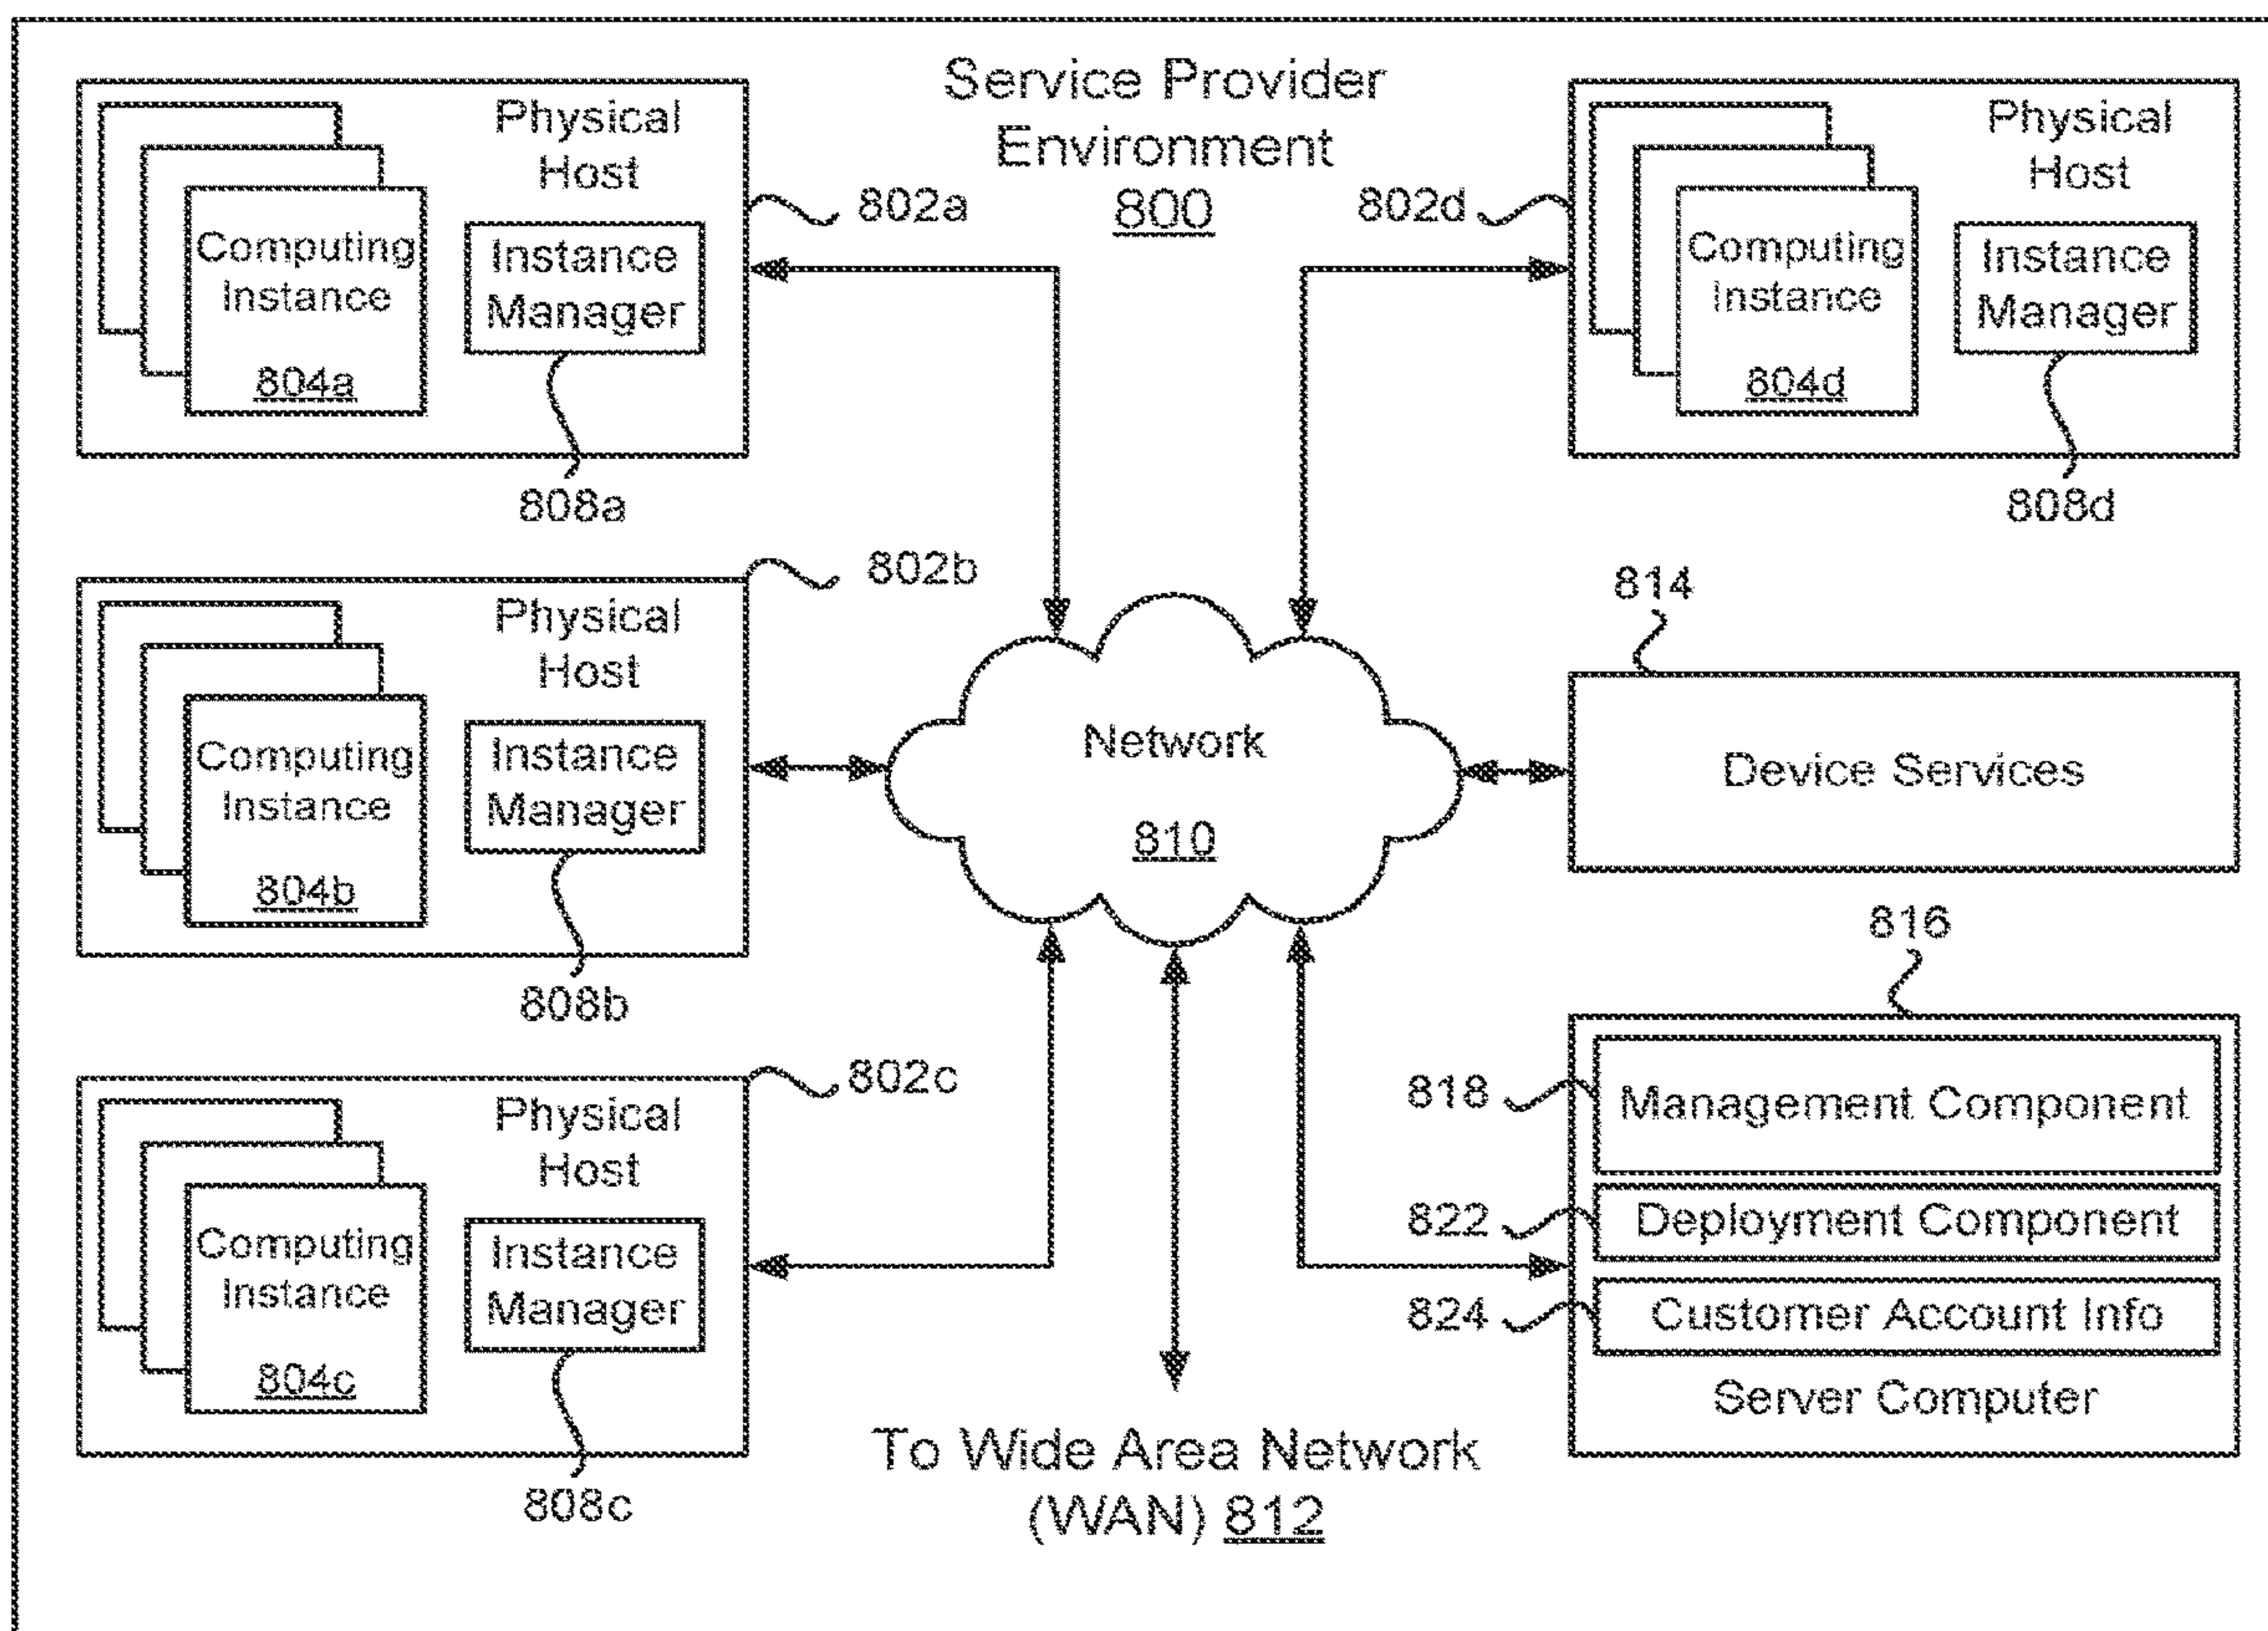 Service Provider
Environment
800
Physical
Host
Computing
Instance
804a
Instance
Manager
802a
808a
802d
Physical
Host
Computing
Instance
804d
Instance
Manager
808d
802b
Physical
Host
Computing
Instance
804b
Instance
Manager
808b
Network
810
814
Device Services
816
802c
Physical
Host
Computing
Instance
804c
Instance
Manager
808c
818
Management Component
822
Deployment Component
824
Customer Account Info
Server Computer
To Wide Area Network
(WAN) 812